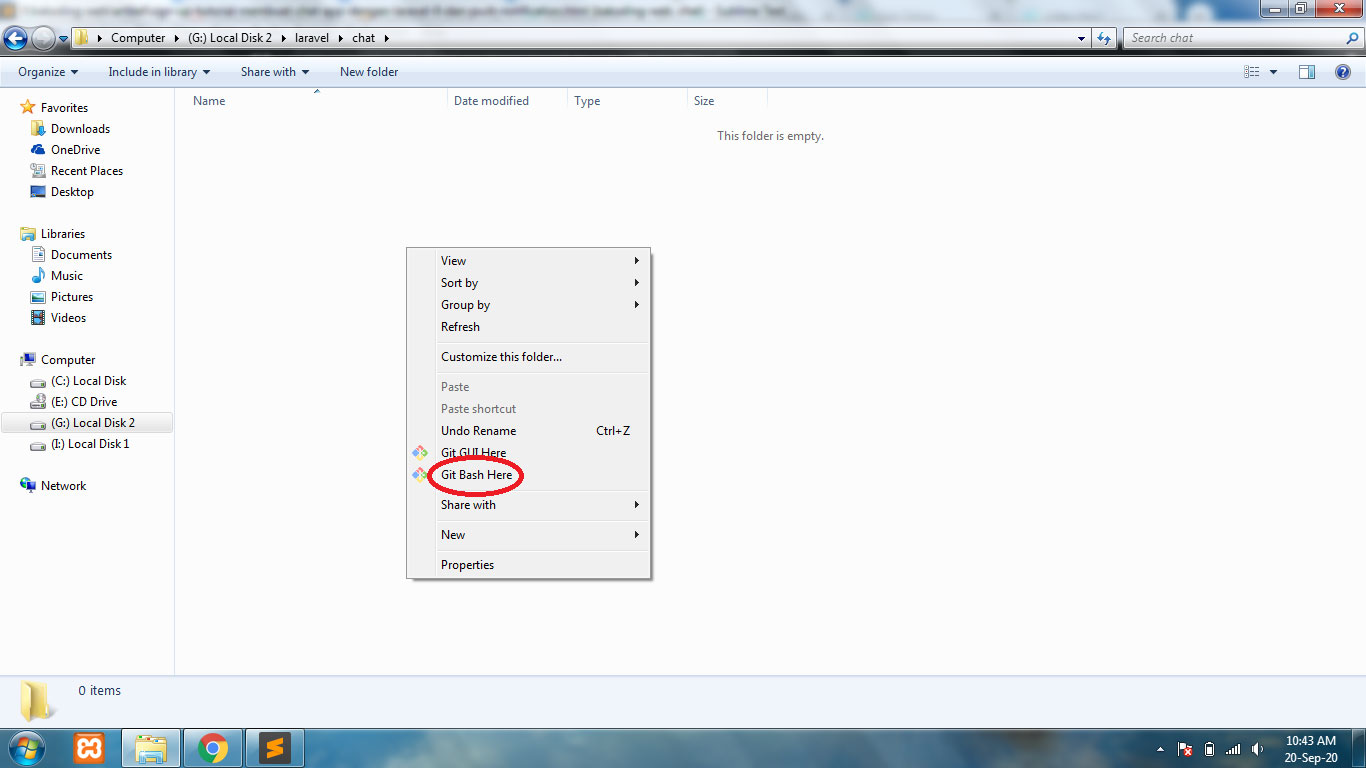 Computer (G:) Local Disk 2 laravel chat
Search chat
Organize Include in library Share with New folder
Name Date modified Type Size
This folder is empty.
Favorites
Downloads
OneDrive
Recent Places
Desktop
Libraries
Documents
Music
Pictures
Videos
Computer
(C:) Local Disk
(E:) CD Drive
(G:) Local Disk 2
(I:) Local Disk 1
Network
View
Sort by
Group by
Refresh
Customize this folder...
Paste
Paste shortcut
Undo Rename Ctrl+Z
Git GUI Here
Git Bash Here
Share with
New
Properties
0 items
10:43 AM
20-Sep-20